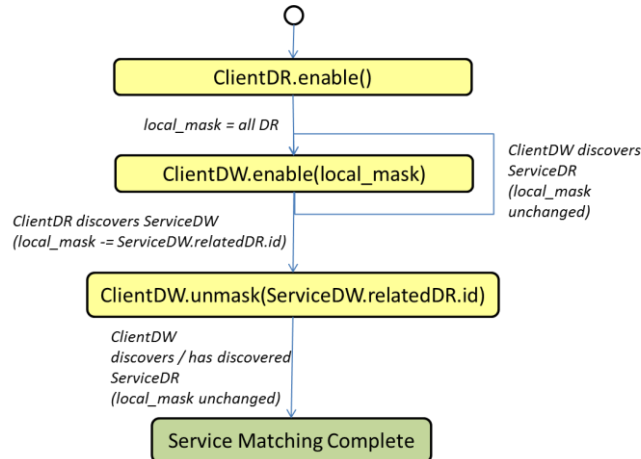 ClientDR.enable()
local_mask = all DR
ClientDW discovers
ServiceDR
(local_mask
unchanged)
ClientDW.enable(local_mask)
ClientDR discovers ServiceDW
(local_mask -= ServiceDW.relatedDR.id)
ClientDW.unmask(ServiceDW.relatedDR.id)
ClientDW
discovers / has discovered
ServiceDR
(local_mask unchanged)
Service Matching Complete